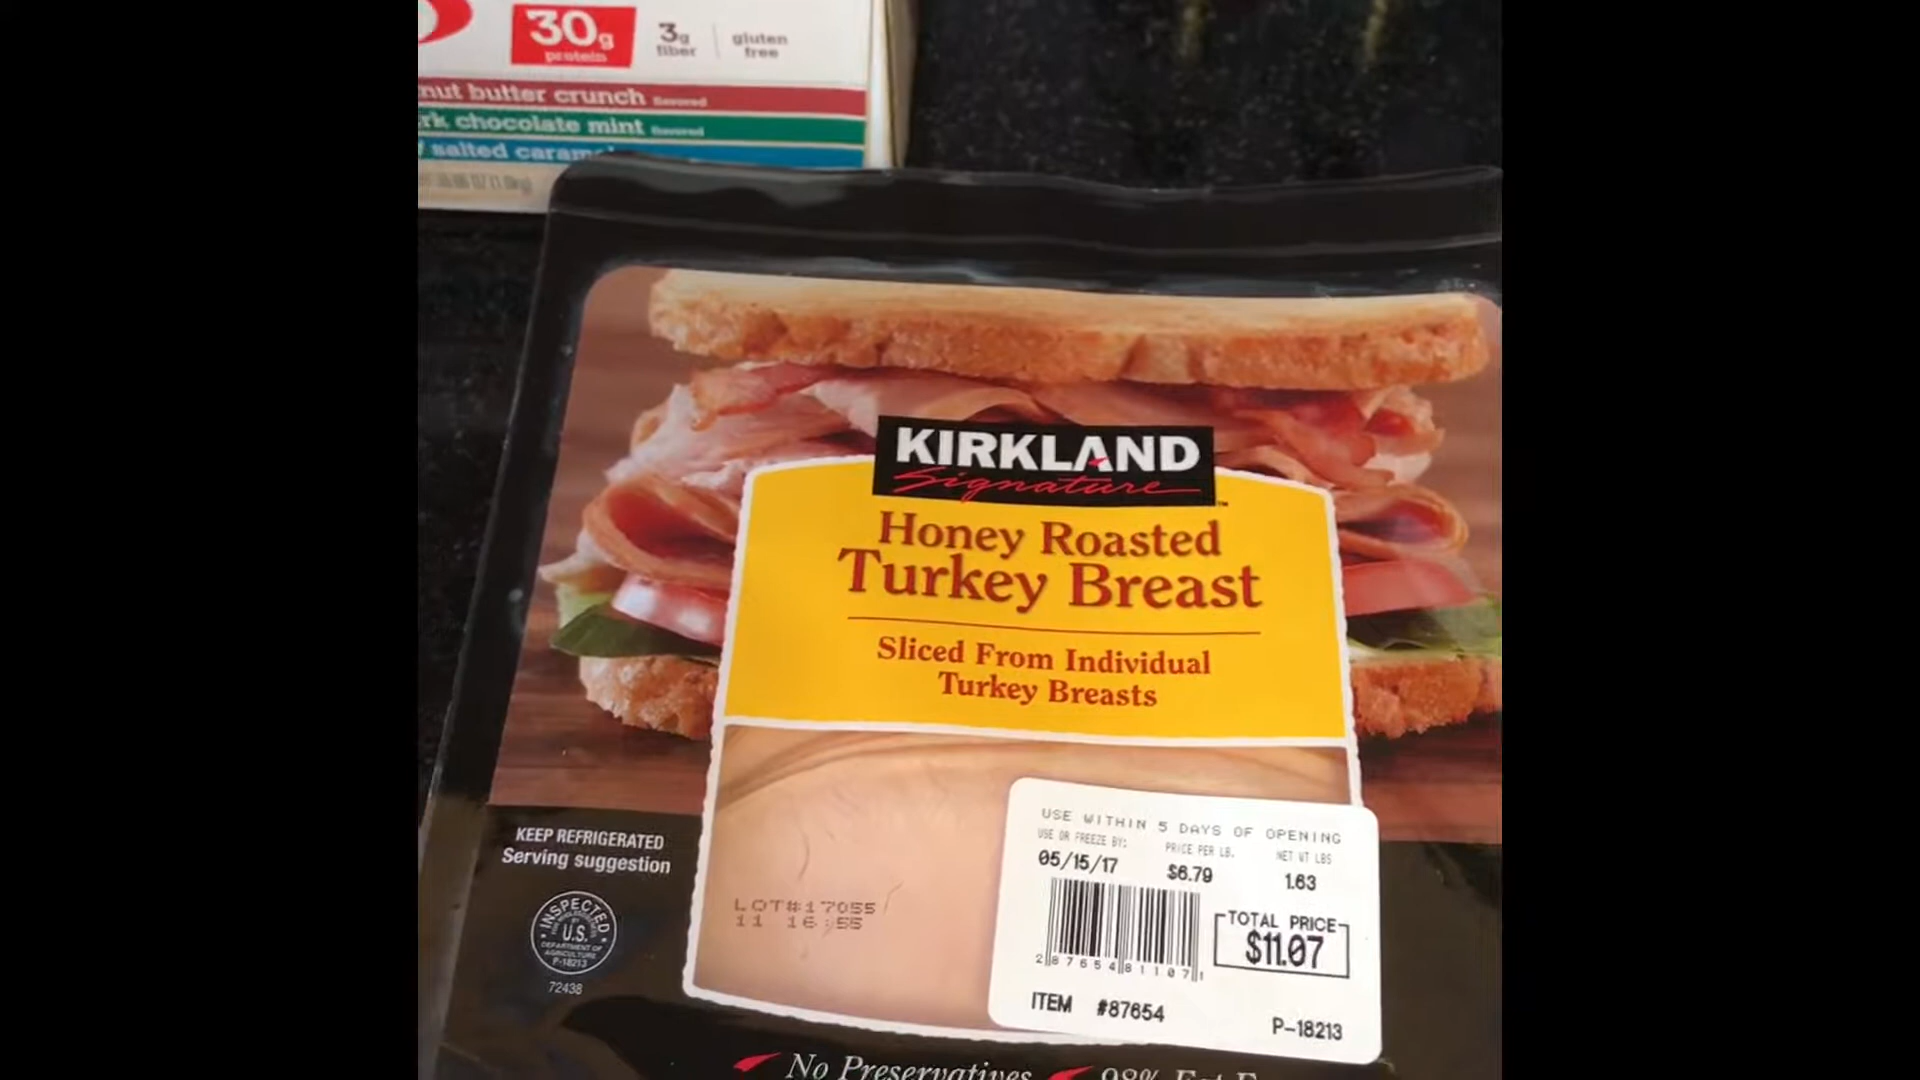 30g
protein
3g
fiber
gluten
free
nut butter crunch flavored
rk chocolate mint flavored
salted caram
KIRKLAND
Signature™
Honey Roasted
Turkey Breast
Sliced From Individual
Turkey Breasts
KEEP REFRIGERATED
Serving suggestion
INSPECTED
U.S.
DEPARTMENT OF
AGRICULTURE
P-18213
72438
LOT#17055
11 16:55
USE WITHIN 5 DAYS OF OPENING
USE OR FREEZE BY: PRICE PER LB. NET WT LBS
05/15/17 $6.79 1.63
TOTAL PRICE
$11.07
2 87654 81107 1
ITEM #87654
P-18213
No Preservatives 98% Fat F